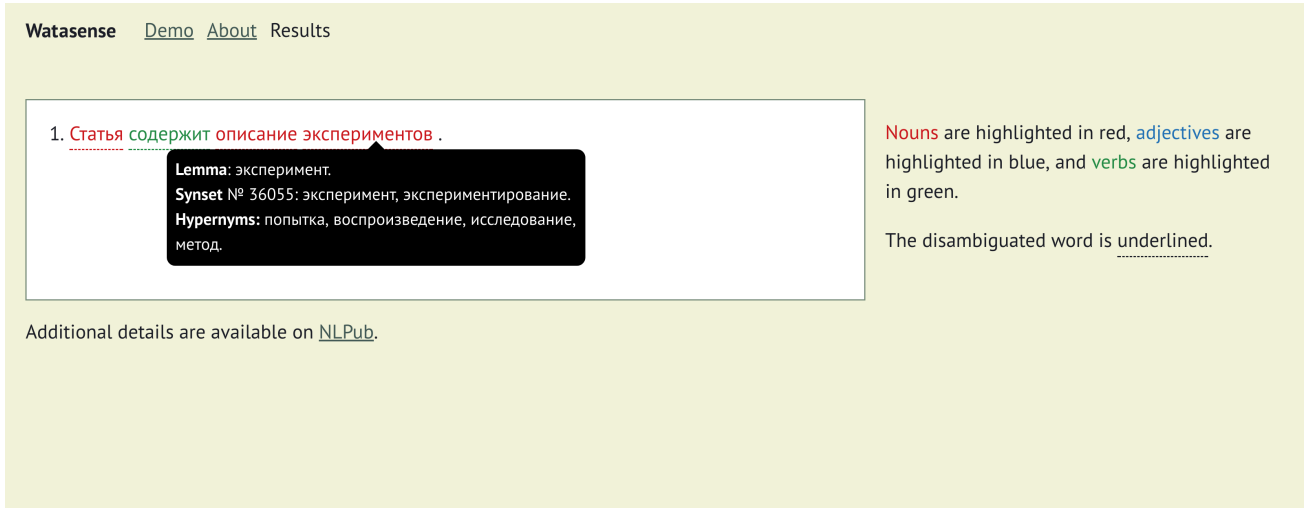 Watasense Demo About Results
1. Статья содержит описание экспериментов .
Lemma: эксперимент.
Synset № 36055: эксперимент, экспериментирование.
Hypernyms: попытка, воспроизведение, исследование,
метод.
Nouns are highlighted in red, adjectives are
highlighted in blue, and verbs are highlighted
in green.
The disambiguated word is underlined.
Additional details are available on NLPub.